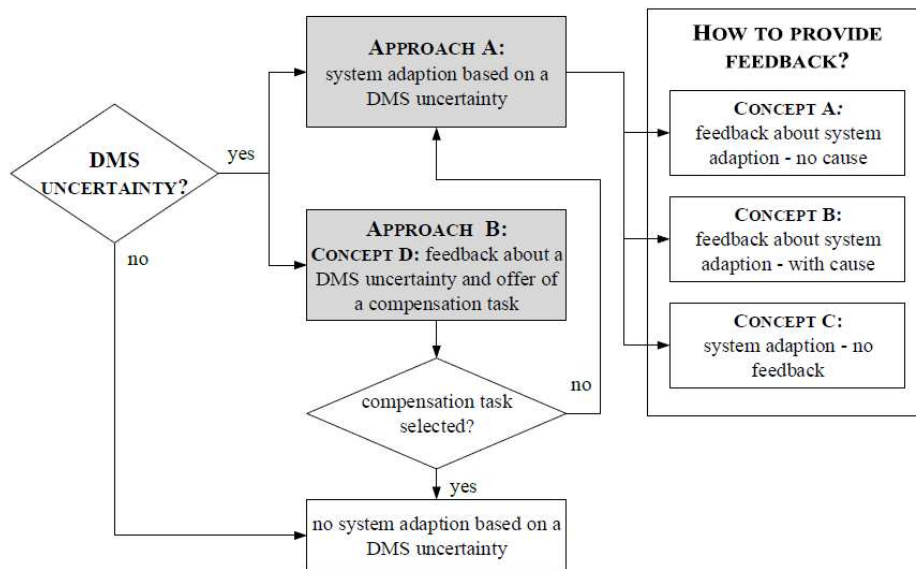 DMS
UNCERTAINTY?
yes
no
APPROACH A:
system adaption based on a
DMS uncertainty
APPROACH B:
CONCEPT D: feedback about a
DMS uncertainty and offer of
a compensation task
compensation task
selected?
no
yes
no system adaption based on a
DMS uncertainty
HOW TO PROVIDE
FEEDBACK?
CONCEPT A:
feedback about system
adaption - no cause
CONCEPT B:
feedback about system
adaption - with cause
CONCEPT C:
system adaption - no
feedback